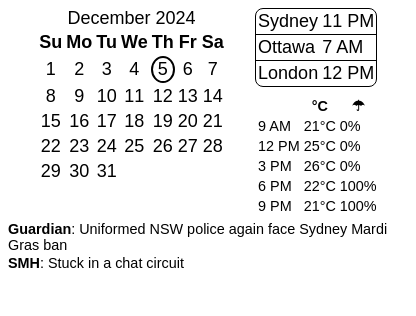 December 2024
Su Mo Tu We Th Fr Sa
1 2 3 4 5 6 7
8 9 10 11 12 13 14
15 16 17 18 19 20 21
22 23 24 25 26 27 28
29 30 31
Sydney 11 PM
Ottawa 7 AM
London 12 PM
°C ☂
9 AM 21°C 0%
12 PM 25°C 0%
3 PM 26°C 0%
6 PM 22°C 100%
9 PM 21°C 100%
Guardian: Uniformed NSW police again face Sydney Mardi
Gras ban
SMH: Stuck in a chat circuit